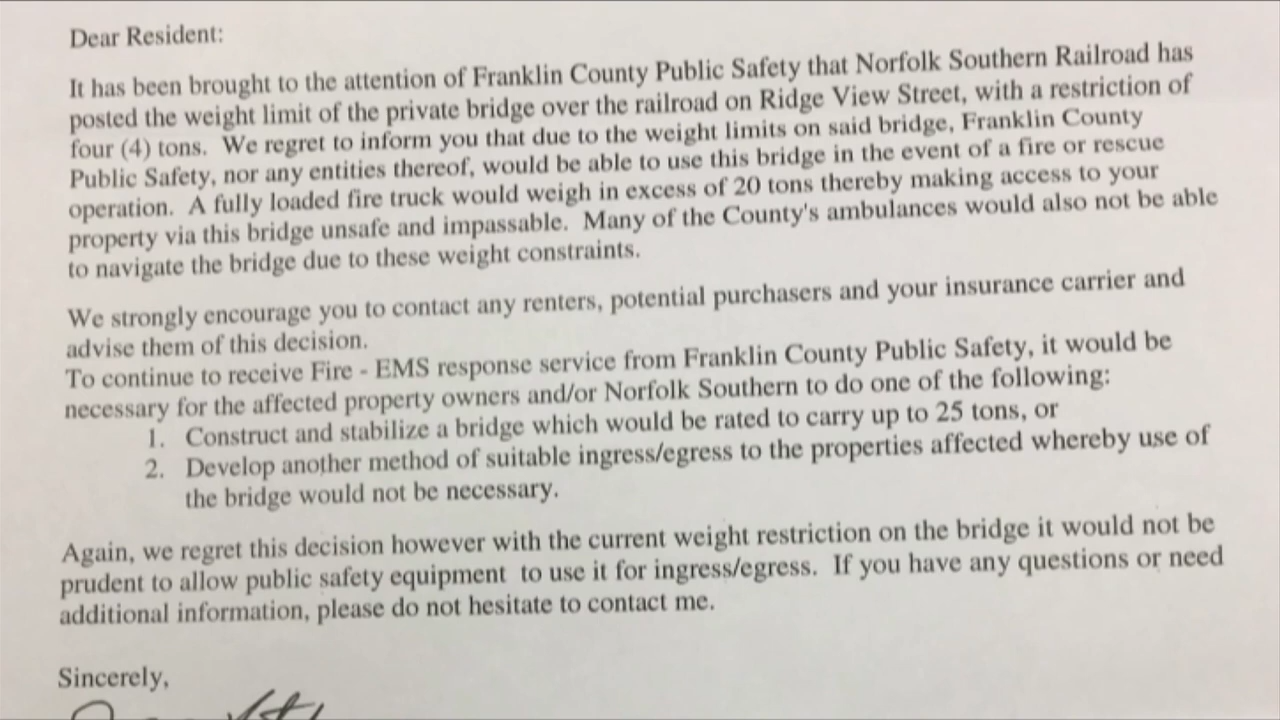 Dear Resident:
It has been brought to the attention of Franklin County Public Safety that Norfolk Southern Railroad has
posted the weight limit of the private bridge over the railroad on Ridge View Street, with a restriction of
four (4) tons.  We regret to inform you that due to the weight limits on said bridge, Franklin County
Public Safety, nor any entities thereof, would be able to use this bridge in the event of a fire or rescue
operation.  A fully loaded fire truck would weigh in excess of 20 tons thereby making access to your
property via this bridge unsafe and impassable.  Many of the County's ambulances would also not be able
to navigate the bridge due to these weight constraints.
We strongly encourage you to contact any renters, potential purchasers and your insurance carrier and
advise them of this decision.
To continue to receive Fire - EMS response service from Franklin County Public Safety, it would be
necessary for the affected property owners and/or Norfolk Southern to do one of the following:
1. Construct and stabilize a bridge which would be rated to carry up to 25 tons, or
2. Develop another method of suitable ingress/egress to the properties affected whereby use of
the bridge would not be necessary.
Again, we regret this decision however with the current weight restriction on the bridge it would not be
prudent to allow public safety equipment  to use it for ingress/egress.  If you have any questions or need
additional information, please do not hesitate to contact me.
Sincerely,